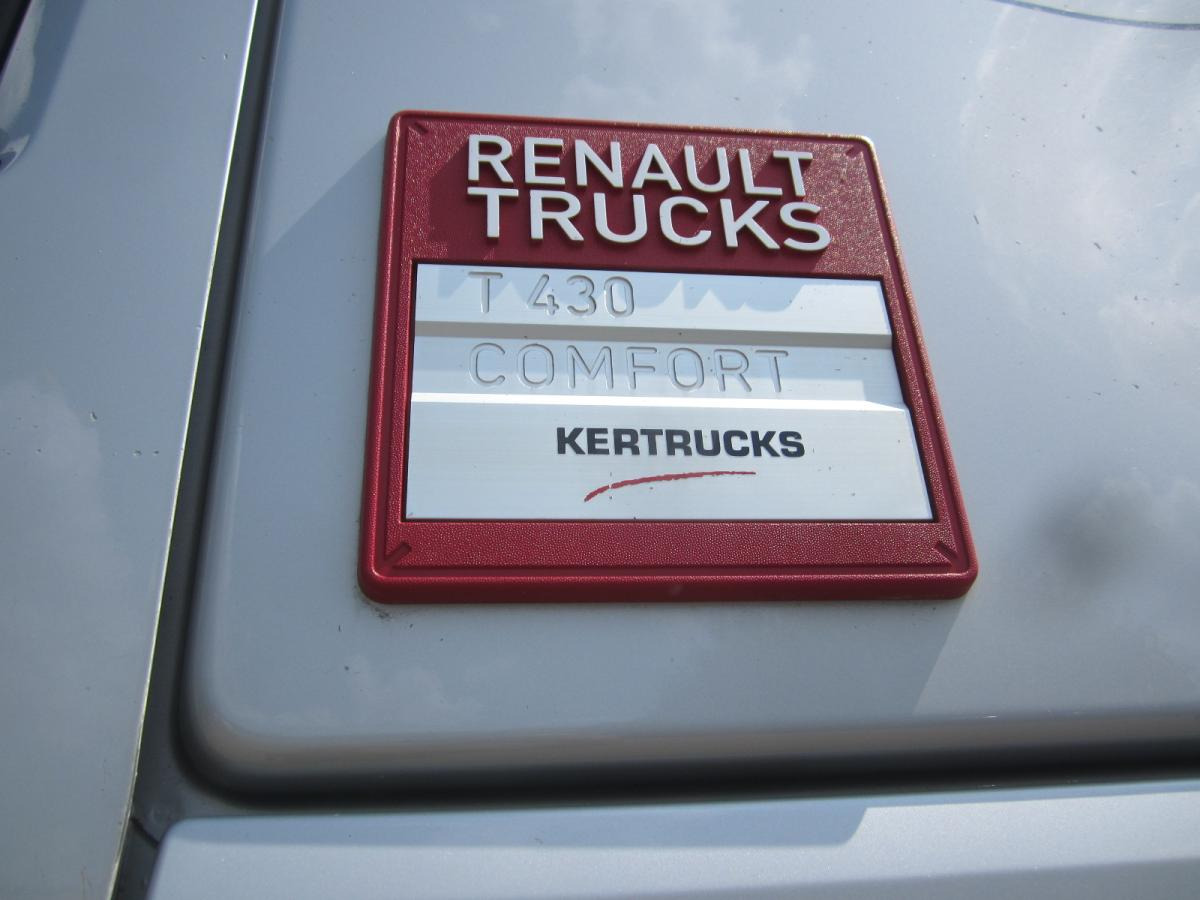 RENAULT
TRUCKS
T 430
COMFORT
KERTRUCKS